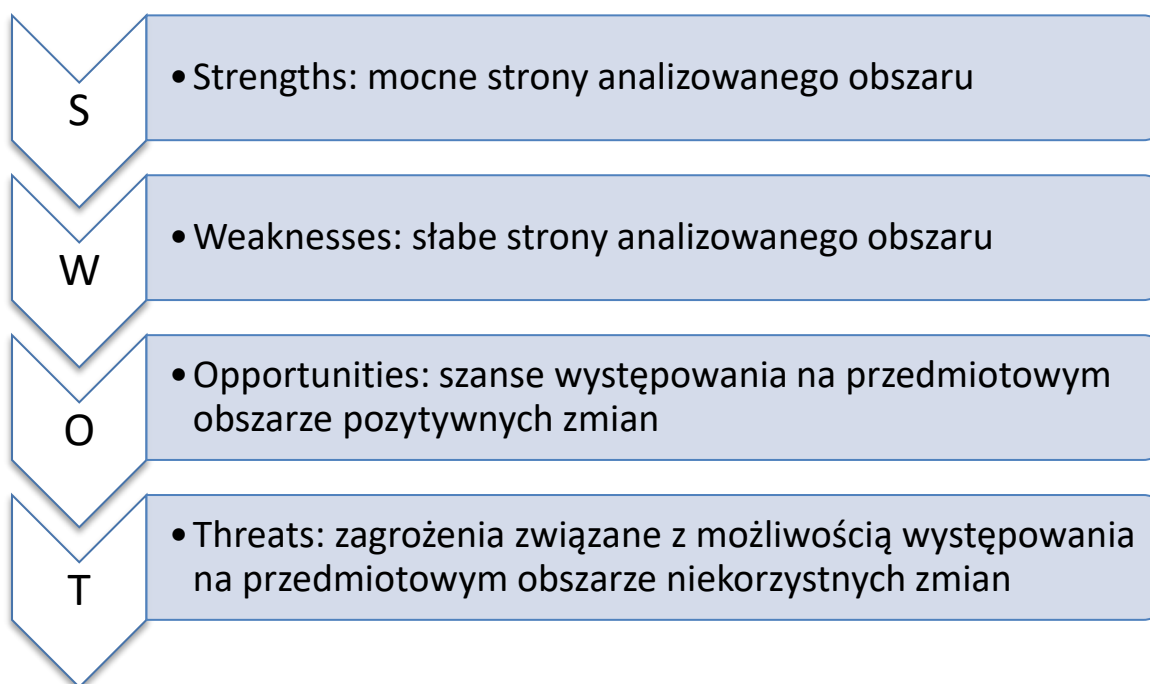 S
• Strengths: mocne strony analizowanego obszaru
W
• Weaknesses: słabe strony analizowanego obszaru
O
• Opportunities: szanse występowania na przedmiotowym
obszarze pozytywnych zmian
T
• Threats: zagrożenia związane z możliwością występowania
na przedmiotowym obszarze niekorzystnych zmian